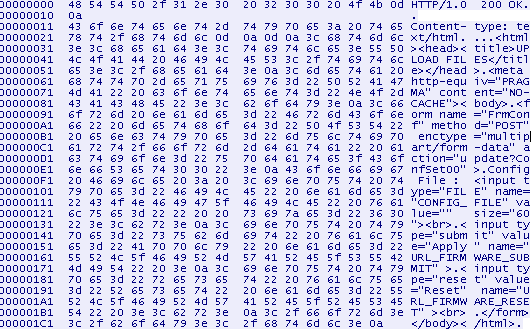 00000000 48 54 54 50 2f 31 2e 30 20 32 30 30 20 4f 4b 0d HTTP/1.0 200 OK.
00000010 0a .
00000011 43 6f 6e 74 65 6e 74 2d 74 79 70 65 3a 20 74 65 Content- type: te
00000021 78 74 2f 68 74 6d 6c 0d 0a 0d 0a 3c 68 74 6d 6c xt/html. ...<html
00000031 3e 3c 68 65 61 64 3e 3c 74 69 74 6c 65 3e 55 50 ><head>< title>UP
00000041 4c 4f 41 44 20 46 49 4c 45 53 3c 2f 74 69 74 6c LOAD FIL ES</titl
00000051 65 3e 3c 2f 68 65 61 64 3e 0a 3c 6d 65 74 61 20 e></head >.<meta
00000061 68 74 74 70 2d 65 71 75 69 76 3d 22 50 52 41 47 http-equ iv="PRAG
00000071 4d 41 22 20 63 6f 6e 74 65 6e 74 3d 22 4e 4f 2d MA" cont ent="NO-
00000081 43 41 43 48 45 22 3e 3c 62 6f 64 79 3e 0a 3c 66 CACHE">< body>.<f
00000091 6f 72 6d 20 6e 61 6d 65 3d 22 46 72 6d 43 6f 6e orm name ="FrmCon
000000A1 66 22 20 6d 65 74 68 6f 64 3d 22 50 4f 53 54 22 f" metho d="POST"
000000B1 20 65 6e 63 74 79 70 65 3d 22 6d 75 6c 74 69 70 enctype ="multip
000000C1 61 72 74 2f 66 6f 72 6d 2d 64 61 74 61 22 20 61 art/form -data" a
000000D1 63 74 69 6f 6e 3d 22 75 70 64 61 74 65 3f 43 6f ction="u pdate?Co
000000E1 6e 66 53 65 74 30 30 22 3e 0a 43 6f 6e 66 69 67 nfSet00" >.Config
000000F1 20 46 69 6c 65 20 3a 20 3c 69 6e 70 75 74 20 74 File : <input t
00000101 79 70 65 3d 22 46 49 4c 45 22 20 6e 61 6d 65 3d ype="FIL E" name=
00000111 22 43 4f 4e 46 49 47 5f 46 49 4c 45 22 20 76 61 "CONFIG_ FILE" va
00000121 6c 75 65 3d 22 22 20 20 73 69 7a 65 3d 22 36 30 lue="" size="60
00000131 22 3e 3c 62 72 3e 0a 3c 69 6e 70 75 74 20 74 79 "><br>.< input ty
00000141 70 65 3d 22 73 75 62 6d 69 74 22 20 76 61 6c 75 pe="subm it" valu
00000151 65 3d 22 41 70 70 6c 79 22 20 6e 61 6d 65 3d 22 e="Apply " name="
00000161 55 52 4c 5f 46 49 52 4d 57 41 52 45 5f 53 55 42 URL_FIRM WARE_SUB
00000171 4d 49 54 22 20 3e 0a 3c 69 6e 70 75 74 20 74 79 MIT" >.< input ty
00000181 70 65 3d 22 72 65 73 65 74 22 20 76 61 6c 75 65 pe="rese t" value
00000191 3d 22 52 65 73 65 74 22 20 6e 61 6d 65 3d 22 55 ="Reset" name="U
000001A1 52 4c 5f 46 49 52 4d 57 41 52 45 5f 52 45 53 45 RL_FIRMW ARE_RESE
000001B1 54 22 20 3e 3c 62 72 3e 0a 3c 2f 66 6f 72 6d 3e T" ><br> .</form>
000001C1 3c 2f 62 6f 64 79 3e 0a 3c 2f 68 74 6d 6c 3e 0a </body>. </html>.